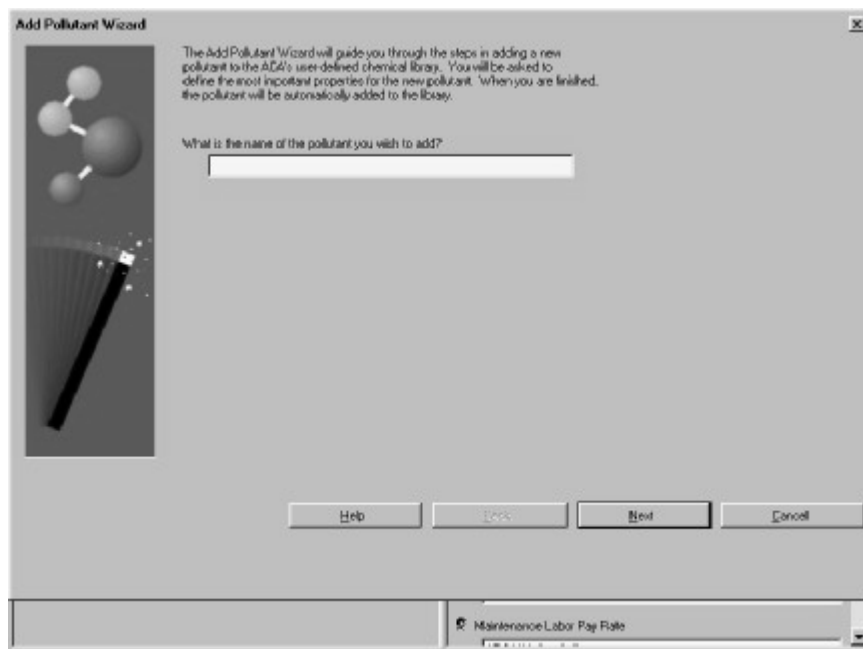 Add Pollutant Wizard
The Add Pollutant Wizard will guide you through the steps in adding a new
pollutant to the ADA's user-defined chemical library. You will be asked to
define the most important properties for the new pollutant. When you are finished,
the pollutant will be automatically added to the library.
What is the name of the pollutant you wish to add?
Help Back Next Cancel
Maintenance Labor Pay Rate